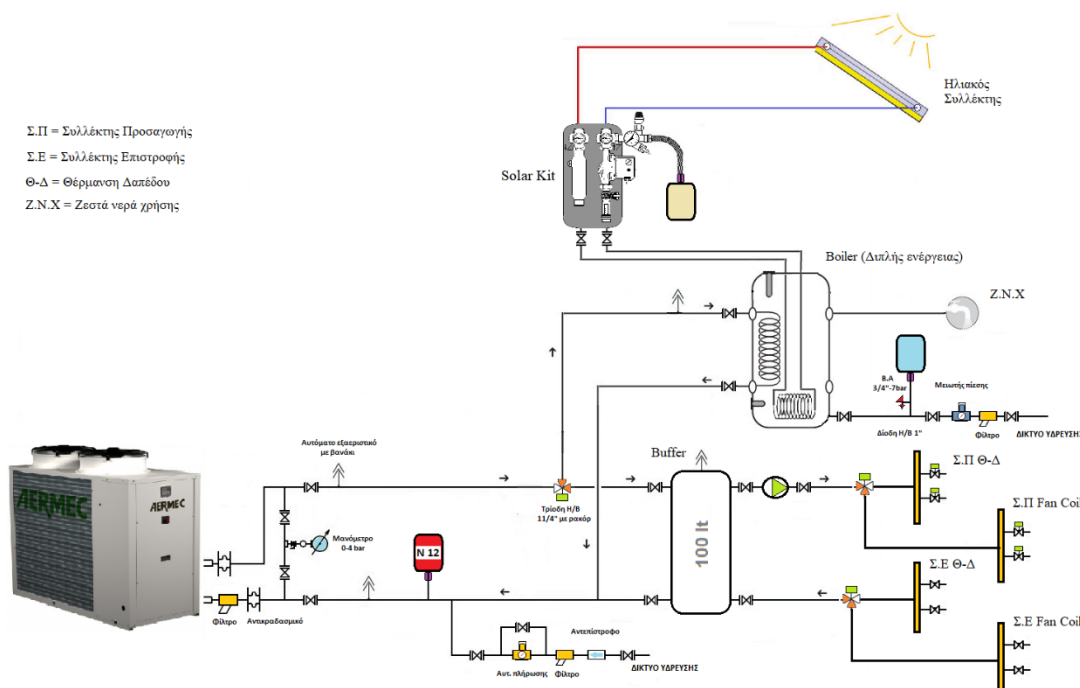 Ηλιακός
Συλλέκτης
Σ.Π = Συλλέκτης Προσαγωγής
Σ.Ε = Συλλέκτης Επιστροφής
Θ-Δ = Θέρμανση Δαπέδου
Ζ.Ν.Χ = Ζεστά νερά χρήσης
Solar Kit
Boiler (Διπλής ενέργειας)
Ζ.Ν.Χ
Β.Α
3/4"-7bar
Μειωτής πίεσης
Δίοδη Η/Β 1"
Φίλτρο
ΔΙΚΤΥΟ ΥΔΡΕΥΣΗΣ
Αυτόματο εξαεριστικό
με βανάκι
Buffer
Σ.Π Θ-Δ
AERMEC
AERMEC
Τρίοδη Η/Β
11/4" με ρακόρ
100 lt
Σ.Π Fan Coil
Μανόμετρο
0-4 bar
N 12
Σ.Ε Θ-Δ
Φίλτρο
Αντικραδασμικό
Σ.Ε Fan Coil
Αντεπίστροφο
Αυτ. πλήρωσης
Φίλτρο
ΔΙΚΤΥΟ ΥΔΡΕΥΣΗΣ